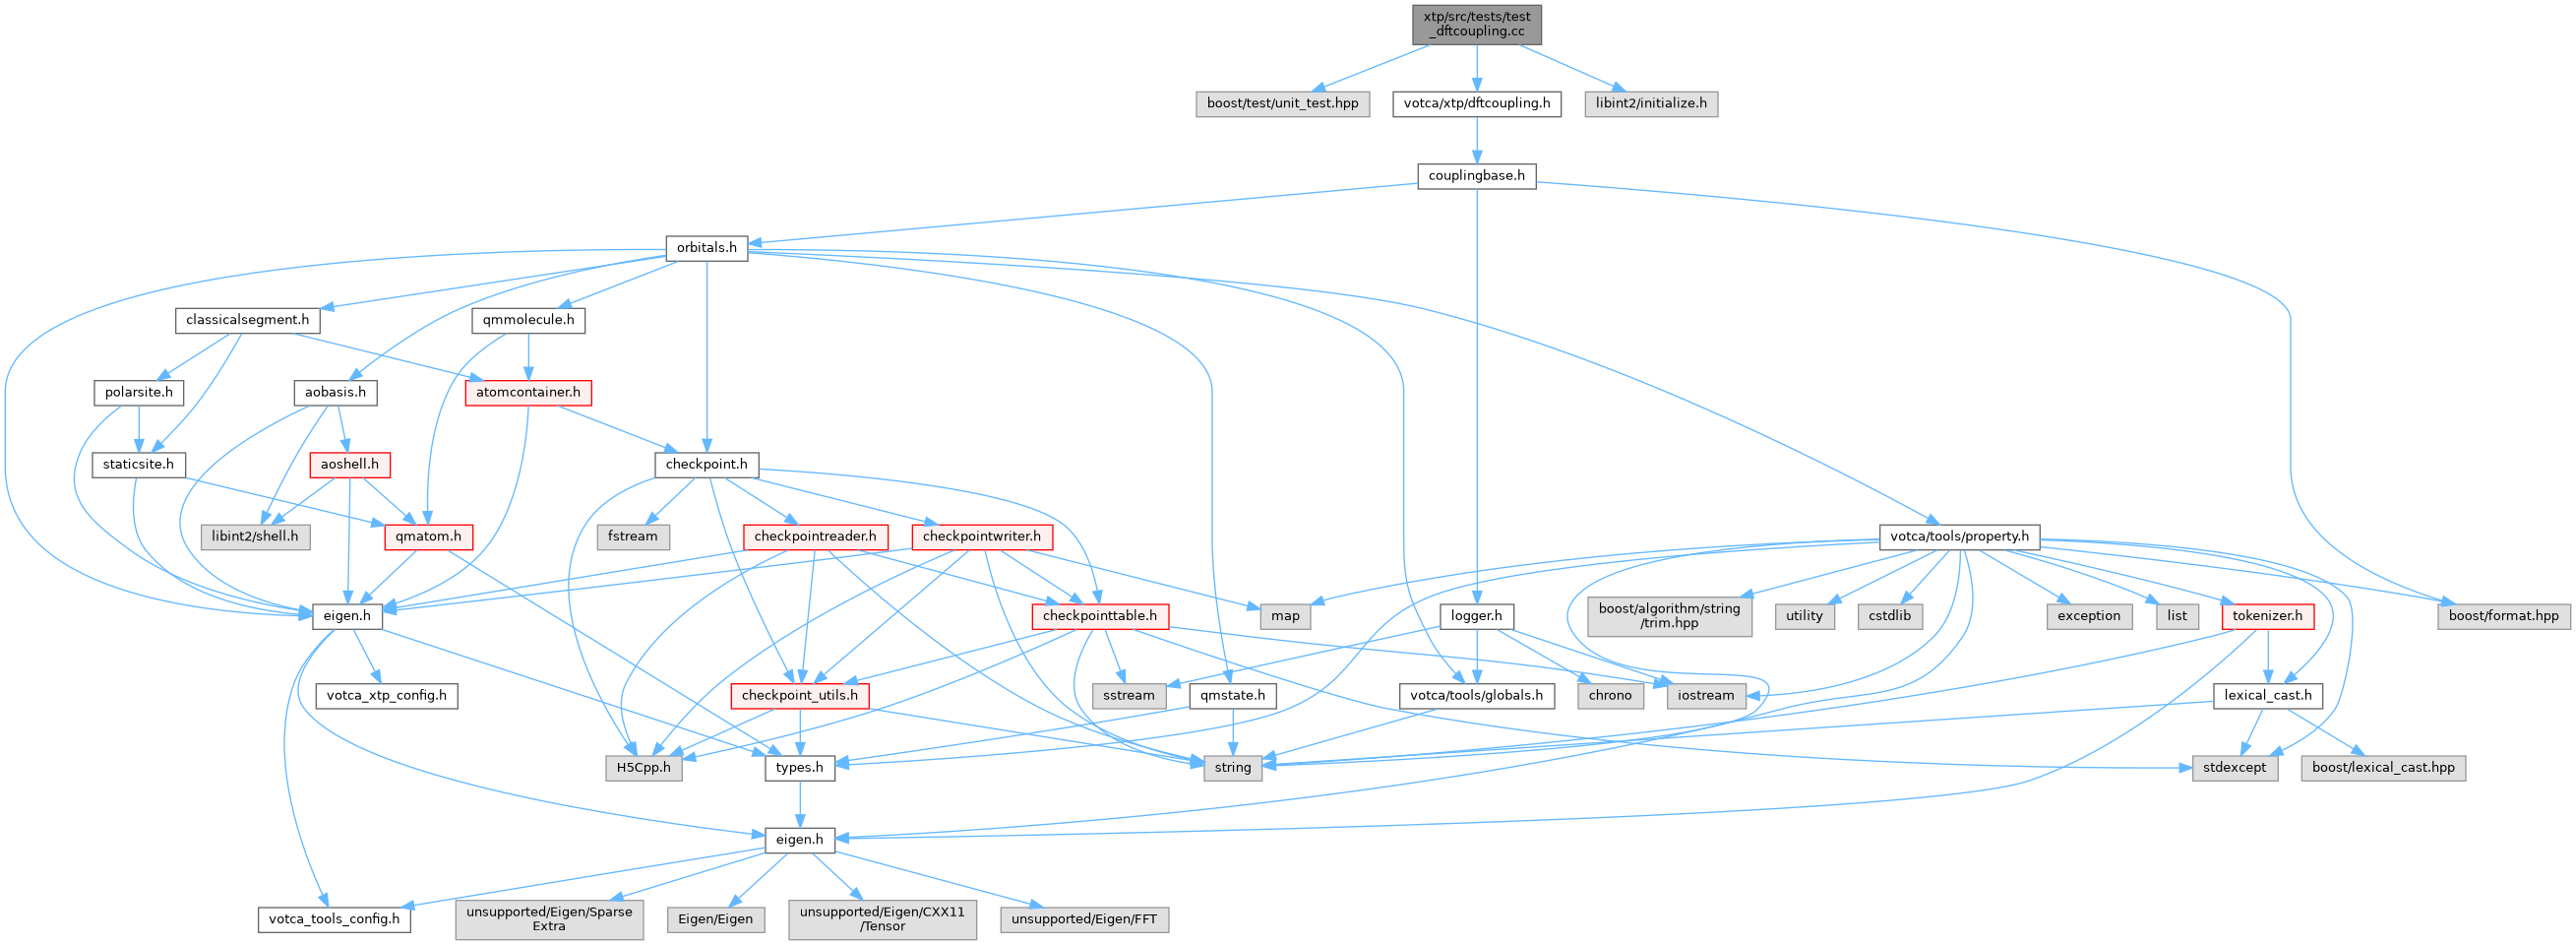 xtp/src/tests/test
_dftcoupling.cc
boost/test/unit_test.hpp
votca/xtp/dftcoupling.h
libint2/initialize.h
couplingbase.h
orbitals.h
classicalsegment.h
qmmolecule.h
polarsite.h
aobasis.h
atomcontainer.h
staticsite.h
aoshell.h
checkpoint.h
libint2/shell.h
qmatom.h
fstream
checkpointreader.h
checkpointwriter.h
votca/tools/property.h
eigen.h
checkpointtable.h
map
logger.h
boost/algorithm/string
/trim.hpp
utility
cstdlib
exception
list
tokenizer.h
boost/format.hpp
votca_xtp_config.h
checkpoint_utils.h
sstream
qmstate.h
votca/tools/globals.h
chrono
iostream
lexical_cast.h
H5Cpp.h
types.h
string
stdexcept
boost/lexical_cast.hpp
eigen.h
votca_tools_config.h
unsupported/Eigen/Sparse
Extra
Eigen/Eigen
unsupported/Eigen/CXX11
/Tensor
unsupported/Eigen/FFT